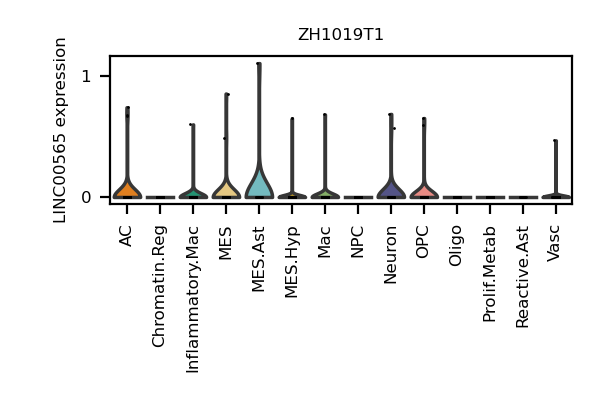 ZH1019T1
LINC00565 expression
1
0
AC
Chromatin.Reg
Inflammatory.Mac
MES
MES.Ast
MES.Hyp
Mac
NPC
Neuron
OPC
Oligo
Prolif.Metab
Reactive.Ast
Vasc